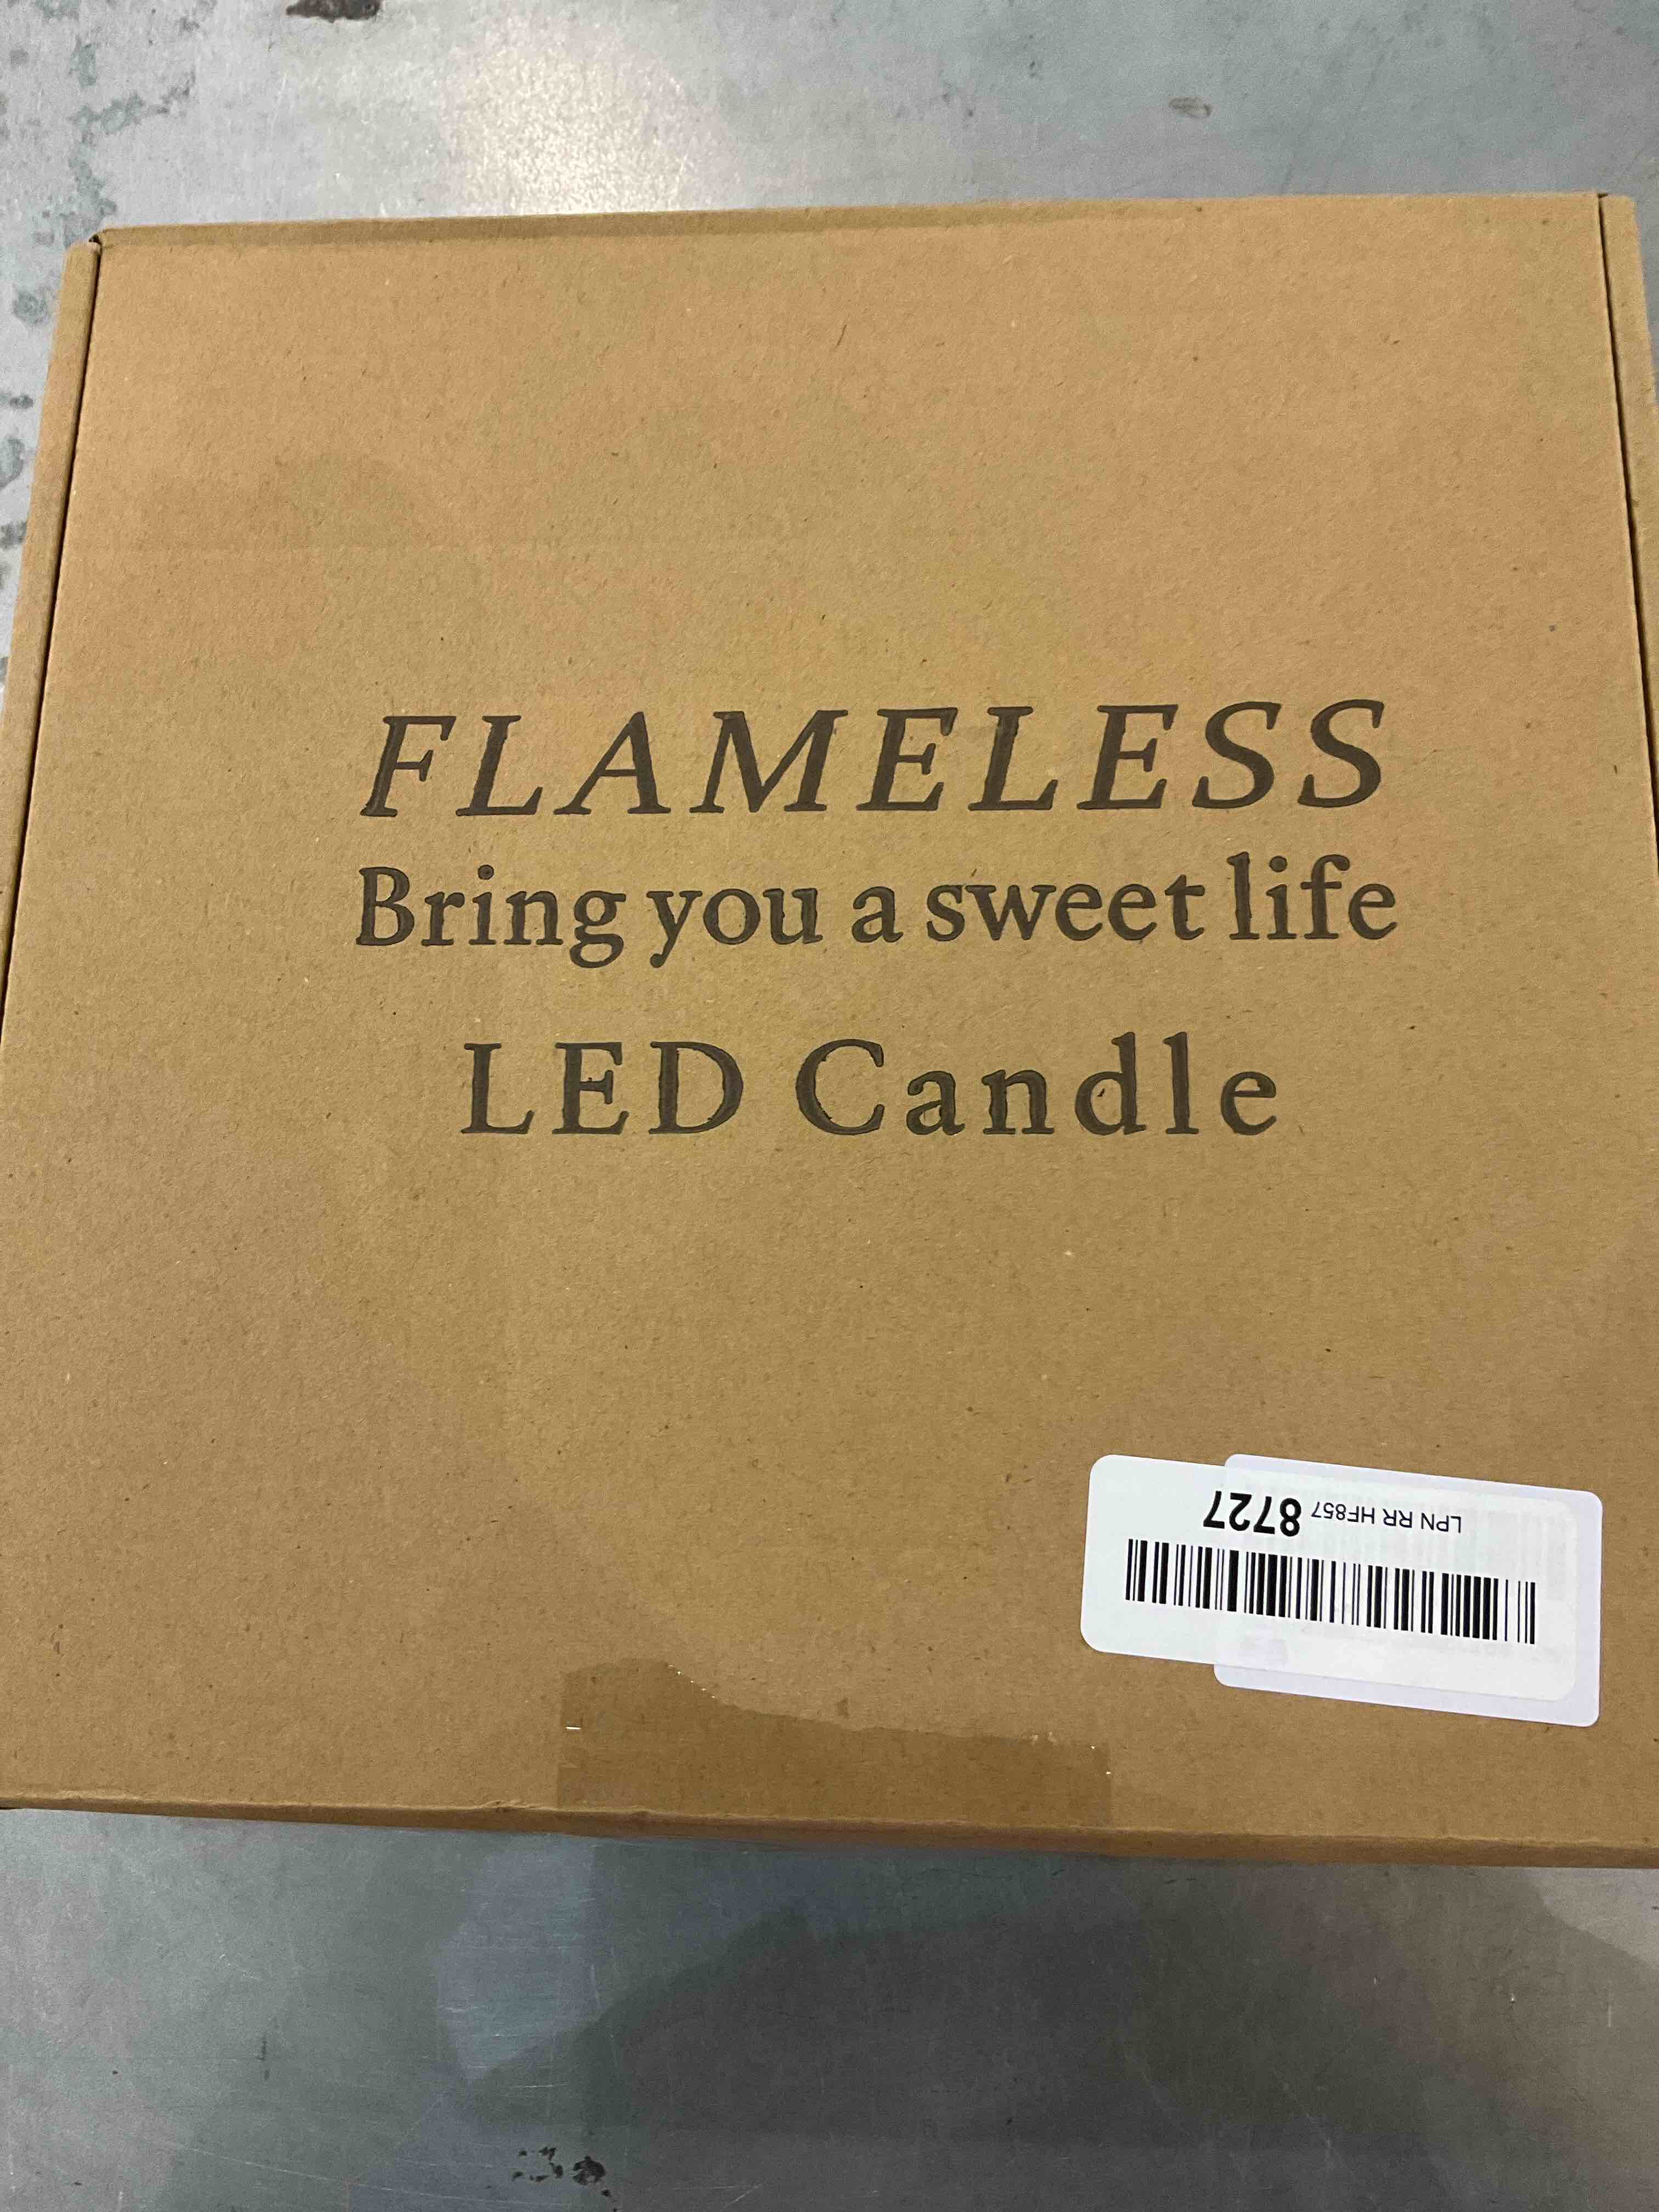 FLAMELESS
Bring you a sweet life
LED Candle
LPN RR HF857 8727